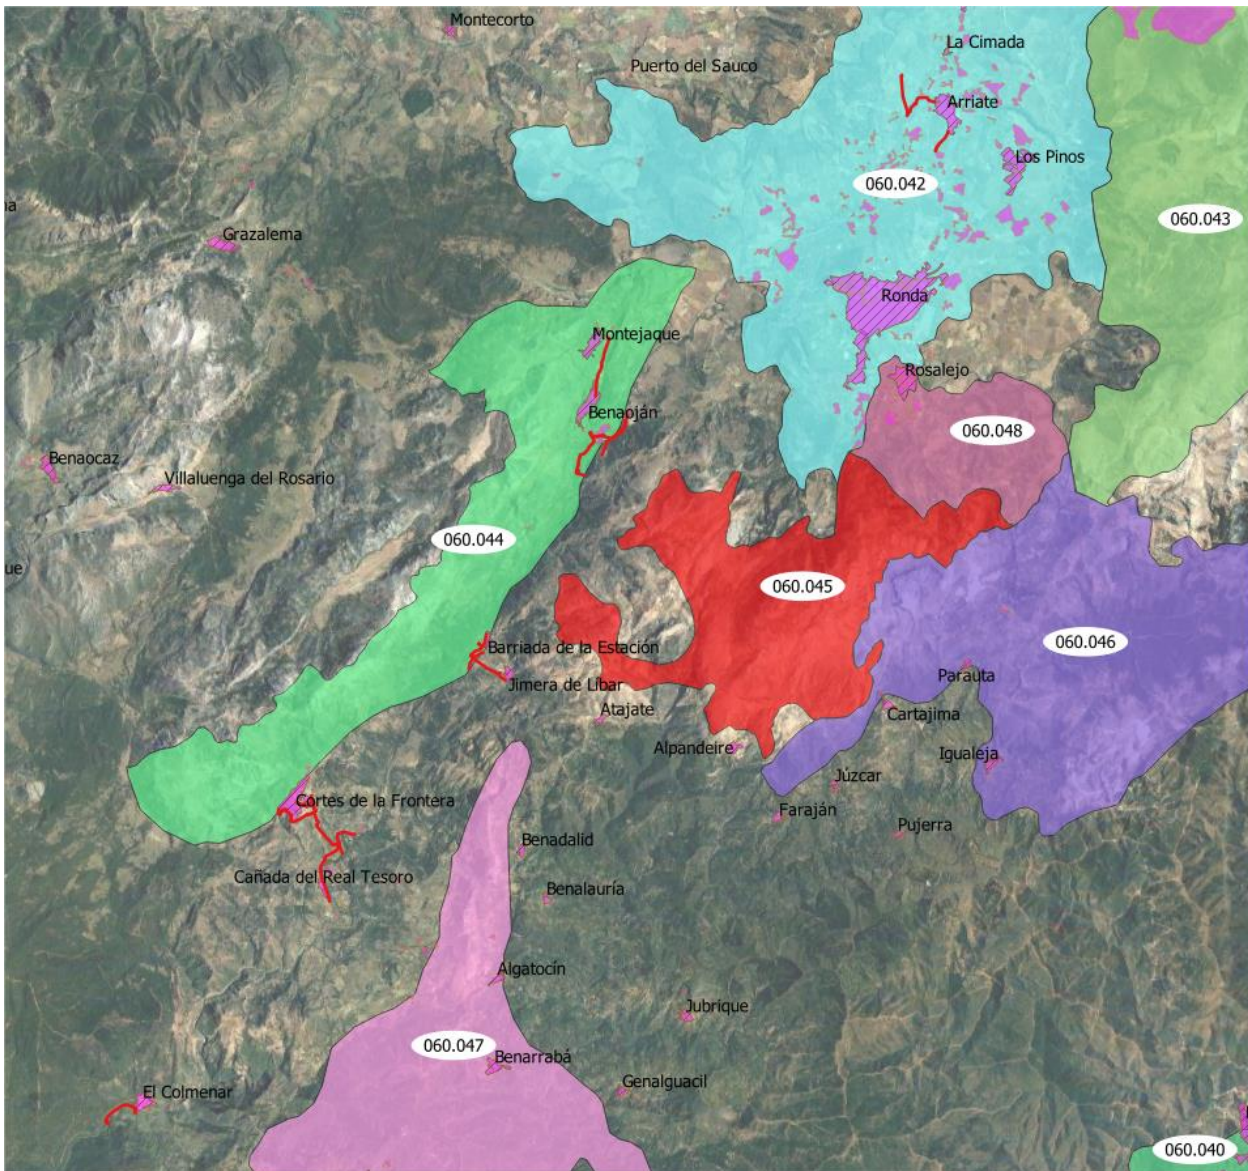 Montecorto
La Cimada
Puerto del Sauco
Arriate
Los Pinos
060.042
060.043
Grazalema
Ronda
Montejaque
Rosalejo
Benaoján
060.048
Benaocaz
Villaluenga del Rosario
060.044
ue
060.045
060.046
Barriada de la Estación
Jimera de Líbar
Parauta
Atajate
Cartajima
Alpandeire
Igualeja
Júzcar
Cortes de la Frontera
Faraján
Pujerra
Benadalid
Cañada del Real Tesoro
Benalauría
Algatocín
Jubrique
060.047
Benarrabá
El Colmenar
Genalguacil
060.040